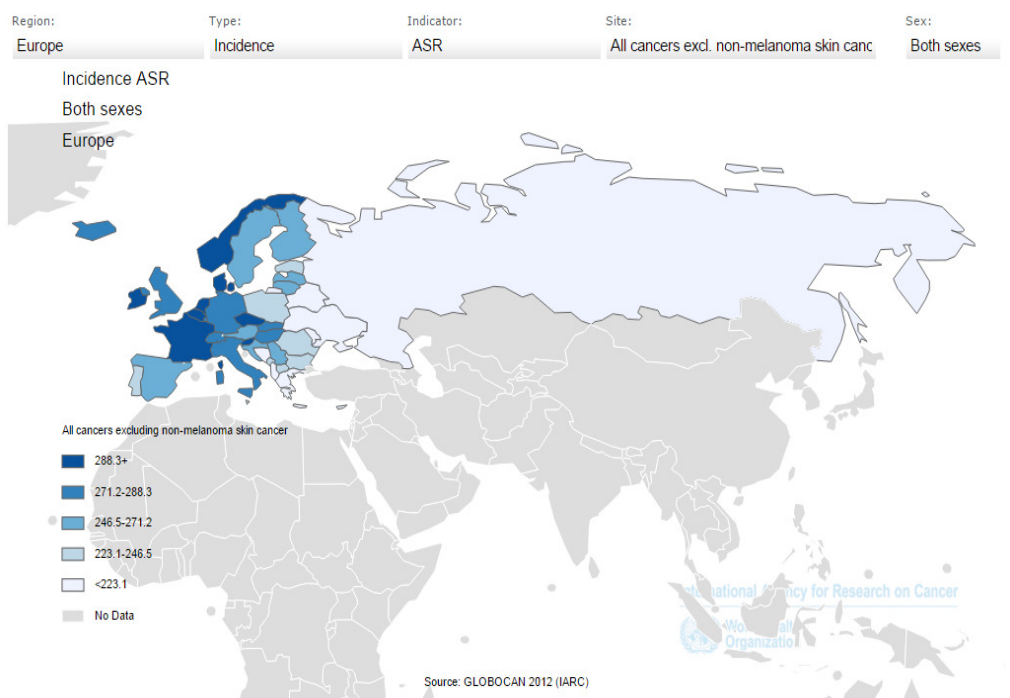 Region: Type: Indicator: Site: Sex:
Europe Incidence ASR All cancers excl. non-melanoma skin canc Both sexes
Incidence ASR
Both sexes
Europe
All cancers excluding non-melanoma skin cancer
288.3+
271.2-288.3
246.5-271.2
223.1-246.5
<223.1
No Data
for Research on Cancer
Source: GLOBOCAN 2012 (IARC)